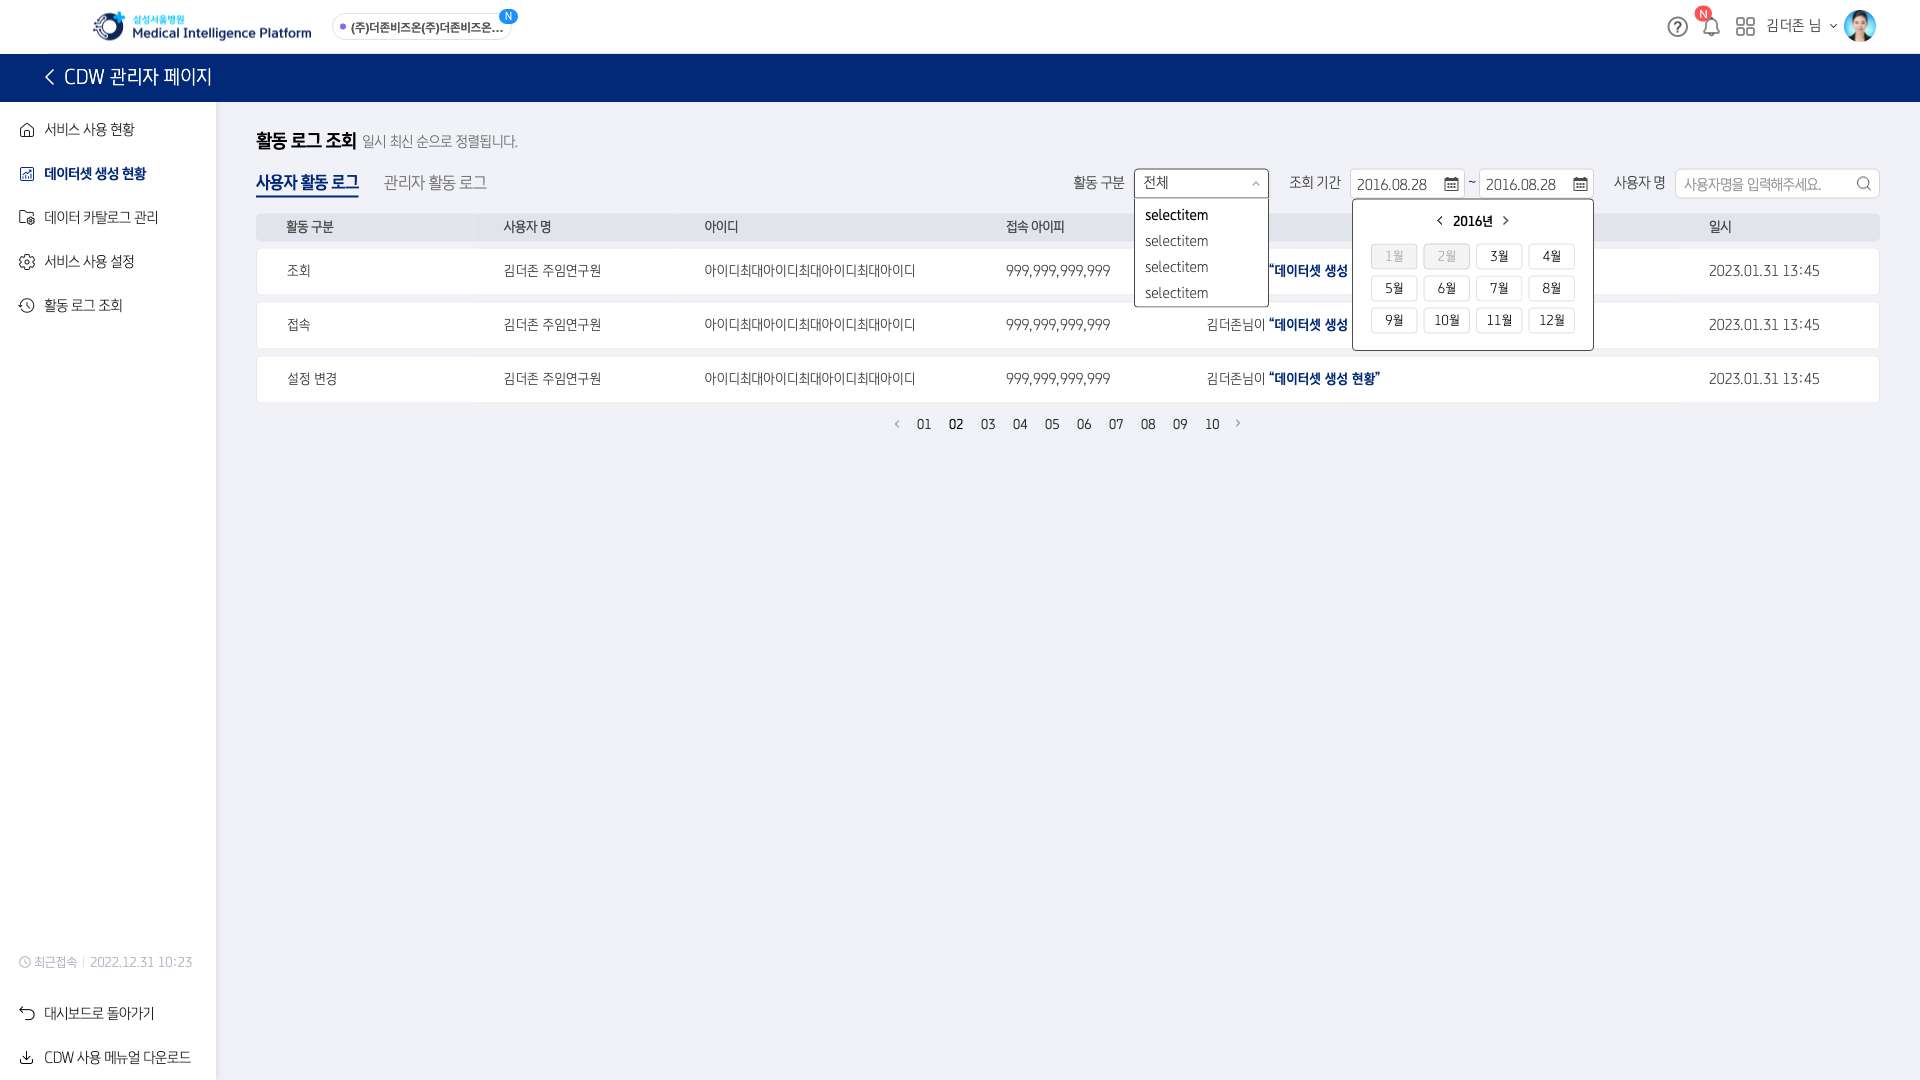 삼성서울병원
Medical Intelligence Platform
(주)더존비즈온(주)더존비즈온...
N
N
김더존 님
CDW 관리자 페이지
서비스 사용 현황
데이터셋 생성 현황
데이터 카탈로그 관리
서비스 사용 설정
활동 로그 조회
최근접속 | 2022.12.31 10:23
대시보드로 돌아가기
CDW 사용 메뉴얼 다운로드
활동 로그 조회 일시 최신 순으로 정렬됩니다.
사용자 활동 로그 관리자 활동 로그
활동 구분 전체 조회 기간 2016.08.28 ~ 2016.08.28 사용자 명 사용자명을 입력해주세요.
selectitem
selectitem
selectitem
selectitem
2016년
1월 2월 3월 4월
5월 6월 7월 8월
9월 10월 11월 12월
활동 구분 사용자 명 아이디 접속 아이피 일시
조회 김더존 주임연구원 아이디최대아이디최대아이디최대아이디 999,999,999,999 “데이터셋 생성 2023.01.31 13:45
접속 김더존 주임연구원 아이디최대아이디최대아이디최대아이디 999,999,999,999 김더존님이 “데이터셋 생성 2023.01.31 13:45
설정 변경 김더존 주임연구원 아이디최대아이디최대아이디최대아이디 999,999,999,999 김더존님이 “데이터셋 생성 현황” 2023.01.31 13:45
01 02 03 04 05 06 07 08 09 10